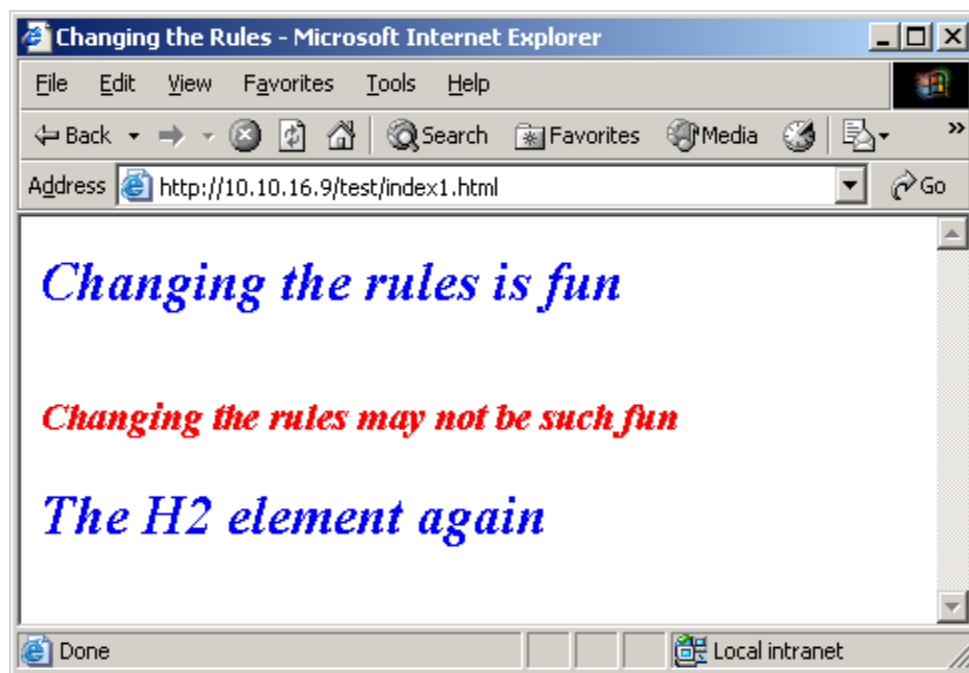 Changing the Rules - Microsoft Internet Explorer
File Edit View Favorites Tools Help
Back Search Favorites Media »
Address http://10.10.16.9/test/index1.html Go
Changing the rules is fun
Changing the rules may not be such fun
The H2 element again
Done Local intranet